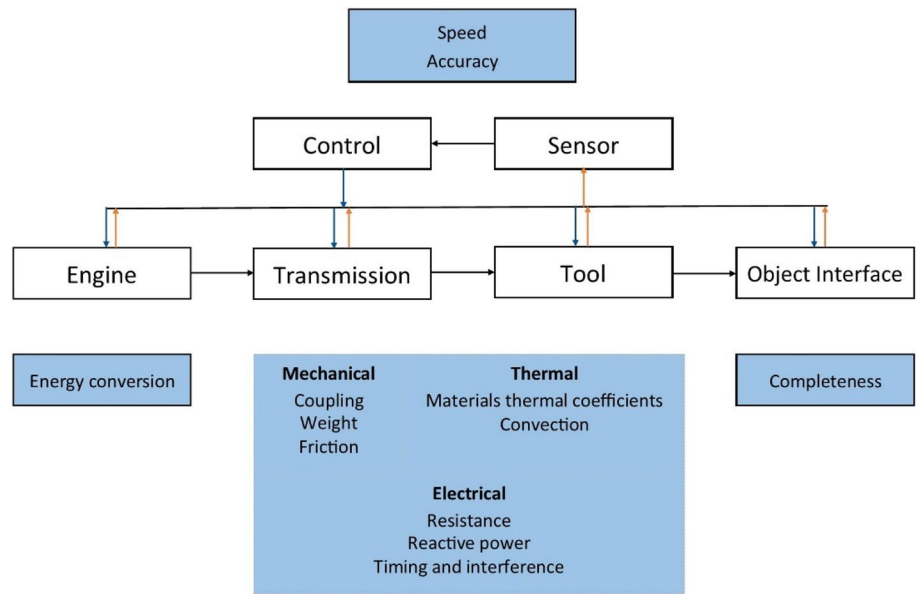 Speed
Accuracy
Control
Sensor
Engine
Transmission
Tool
Object Interface
Energy conversion
Mechanical
Coupling
Weight
Friction
Thermal
Materials thermal coefficients
Convection
Completeness
Electrical
Resistance
Reactive power
Timing and interference